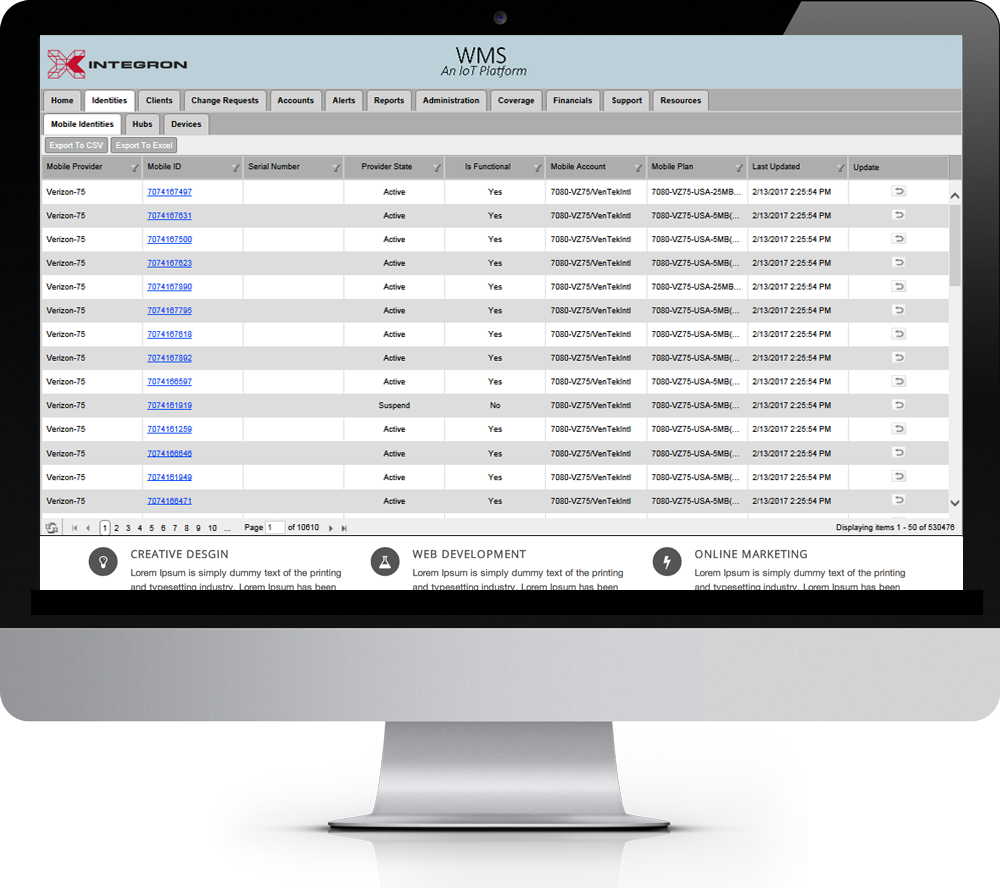 INTEGRON
WMS
An IoT Platform
Home Identities Clients Change Requests Accounts Alerts Reports Administration Coverage Financials Support Resources
Mobile Identities Hubs Devices
Export To CSV Export To Excel
Mobile Provider Mobile ID Serial Number Provider State Is Functional Mobile Account Mobile Plan Last Updated Update
Verizon-75 7074167497 Active Yes 7080-VZ75/VenTekIntl 7080-VZ75-USA-25MB... 2/13/2017 2:25:54 PM
Verizon-75 7074167631 Active Yes 7080-VZ75/VenTekIntl 7080-VZ75-USA-5MB(... 2/13/2017 2:25:54 PM
Verizon-75 7074167500 Active Yes 7080-VZ75/VenTekIntl 7080-VZ75-USA-5MB(... 2/13/2017 2:25:54 PM
Verizon-75 7074167623 Active Yes 7080-VZ75/VenTekIntl 7080-VZ75-USA-5MB(... 2/13/2017 2:25:54 PM
Verizon-75 7074167890 Active Yes 7080-VZ75/VenTekIntl 7080-VZ75-USA-25MB... 2/13/2017 2:25:54 PM
Verizon-75 7074167795 Active Yes 7080-VZ75/VenTekIntl 7080-VZ75-USA-5MB(... 2/13/2017 2:25:54 PM
Verizon-75 7074167618 Active Yes 7080-VZ75/VenTekIntl 7080-VZ75-USA-5MB(... 2/13/2017 2:25:54 PM
Verizon-75 7074167892 Active Yes 7080-VZ75/VenTekIntl 7080-VZ75-USA-5MB(... 2/13/2017 2:25:54 PM
Verizon-75 7074166597 Active Yes 7080-VZ75/VenTekIntl 7080-VZ75-USA-5MB(... 2/13/2017 2:25:54 PM
Verizon-75 7074161919 Suspend No 7080-VZ75/VenTekIntl 7080-VZ75-USA-5MB(... 2/13/2017 2:25:54 PM
Verizon-75 7074161259 Active Yes 7080-VZ75/VenTekIntl 7080-VZ75-USA-5MB(... 2/13/2017 2:25:54 PM
Verizon-75 7074166646 Active Yes 7080-VZ75/VenTekIntl 7080-VZ75-USA-5MB(... 2/13/2017 2:25:54 PM
Verizon-75 7074161949 Active Yes 7080-VZ75/VenTekIntl 7080-VZ75-USA-5MB(... 2/13/2017 2:25:54 PM
Verizon-75 7074166471 Active Yes 7080-VZ75/VenTekIntl 7080-VZ75-USA-5MB(... 2/13/2017 2:25:54 PM
1 2 3 4 5 6 7 8 9 10 ... Page 1 of 10610 Displaying items 1 - 50 of 530476
CREATIVE DESGIN
Lorem Ipsum is simply dummy text of the printing
and typesetting industry. Lorem Ipsum has been
WEB DEVELOPMENT
Lorem Ipsum is simply dummy text of the printing
and typesetting industry. Lorem Ipsum has been
ONLINE MARKETING
Lorem Ipsum is simply dummy text of the printing
and typesetting industry. Lorem Ipsum has been